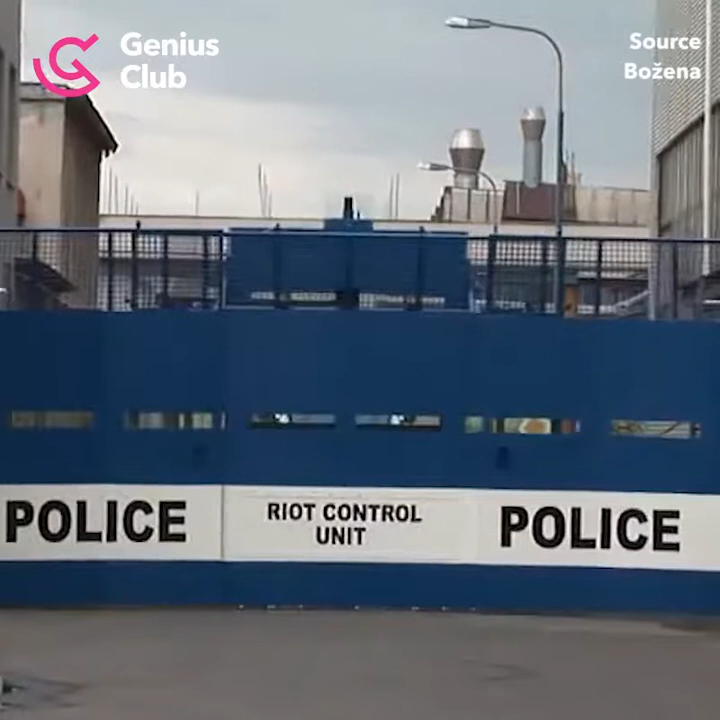 Genius
Club
Source
Božena
POLICE
RIOT CONTROL
UNIT
POLICE